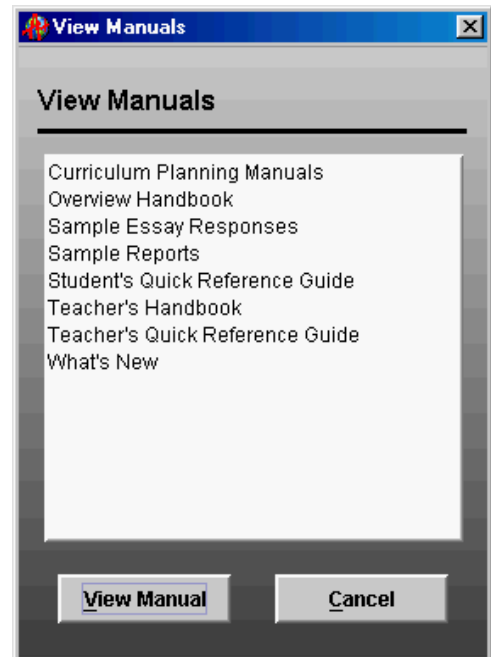 View Manuals
View Manuals
Curriculum Planning Manuals
Overview Handbook
Sample Essay Responses
Sample Reports
Student's Quick Reference Guide
Teacher's Handbook
Teacher's Quick Reference Guide
What's New
View Manual
Cancel